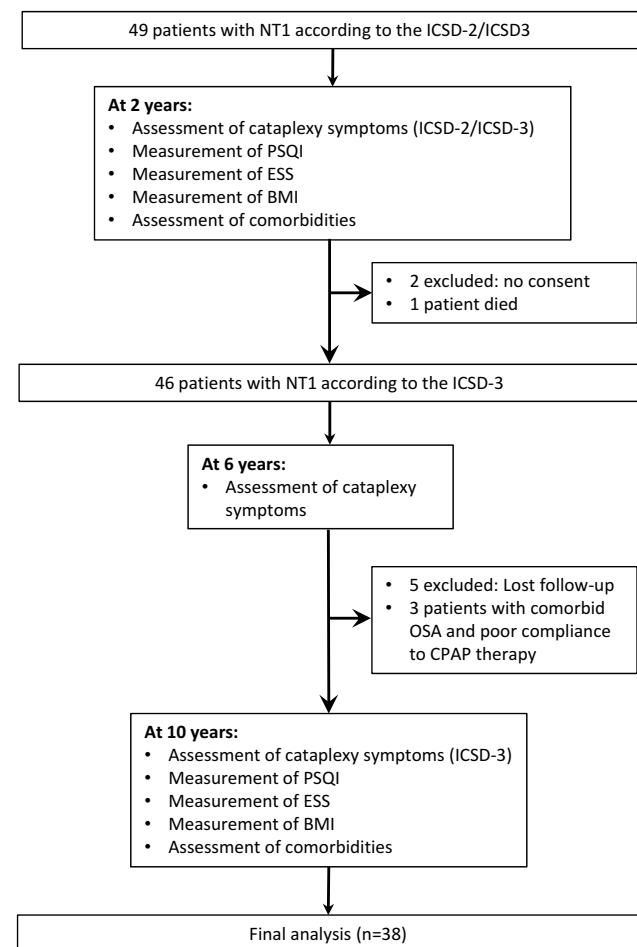 49 patients with NT1 according to the ICSD-2/ICSD3
At 2 years:
• Assessment of cataplexy symptoms (ICSD-2/ICSD-3)
• Measurement of PSQI
• Measurement of ESS
• Measurement of BMI
• Assessment of comorbidities
• 2 excluded: no consent
• 1 patient died
46 patients with NT1 according to the ICSD-3
At 6 years:
• Assessment of cataplexy
symptoms
• 5 excluded: Lost follow-up
• 3 patients with comorbid
OSA and poor compliance
to CPAP therapy
At 10 years:
• Assessment of cataplexy symptoms (ICSD-3)
• Measurement of PSQI
• Measurement of ESS
• Measurement of BMI
• Assessment of comorbidities
Final analysis (n=38)